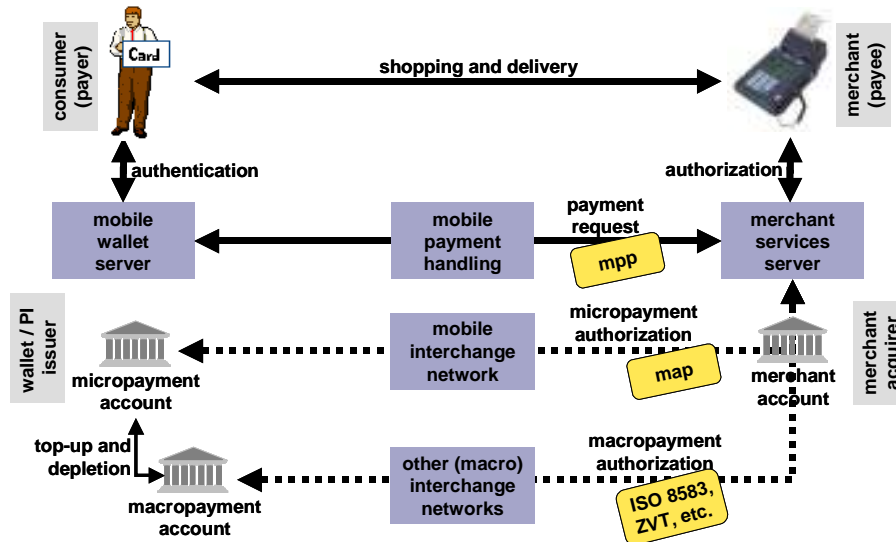 consumer
(payer)
Card
shopping and delivery
merchant
(payee)
authentication
authorization
mobile
wallet
server
mobile
payment
handling
payment
request
mpp
merchant
services
server
wallet / PI
issuer
micropayment
account
mobile
interchange
network
micropayment
authorization
map
merchant
account
merchant
acquirer
top-up and
depletion
macropayment
account
other (macro)
interchange
networks
macropayment
authorization
ISO 8583,
ZVT, etc.